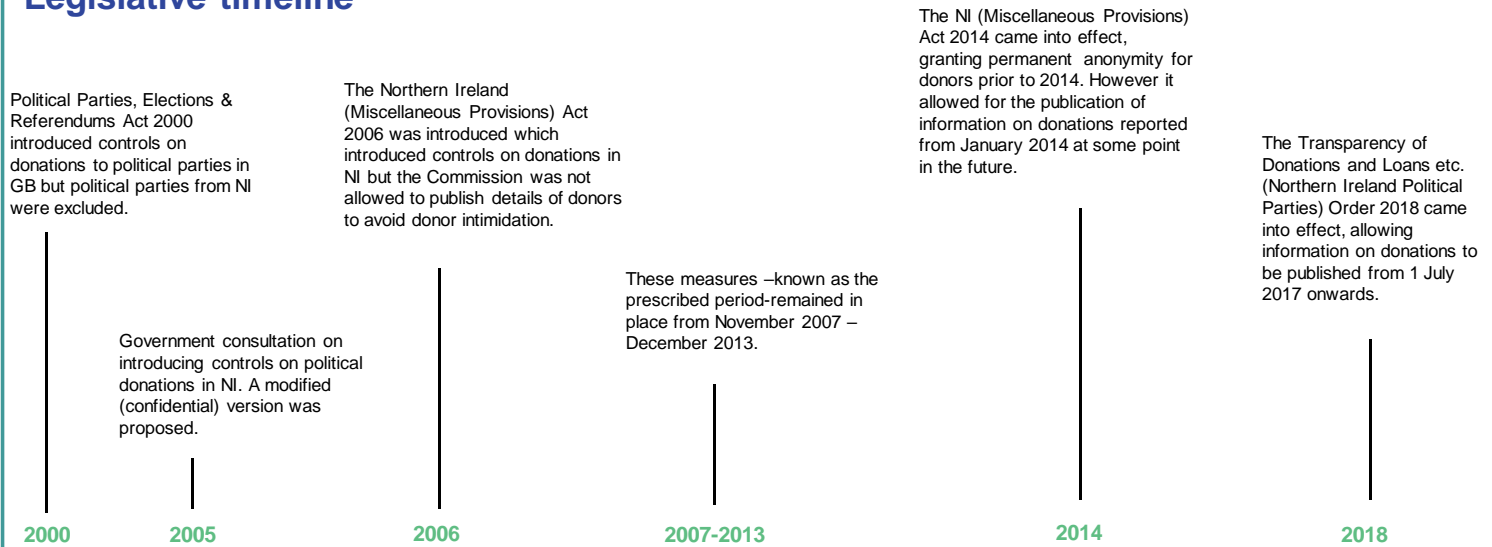 Legislative timeline
Political Parties, Elections &
Referendums Act 2000
introduced controls on
donations to political parties in
GB but political parties from NI
were excluded.
2000
Government consultation on
introducing controls on political
donations in NI. A modified
(confidential) version was
proposed.
2005
The Northern Ireland
(Miscellaneous Provisions) Act
2006 was introduced which
introduced controls on donations in
NI but the Commission was not
allowed to publish details of donors
to avoid donor intimidation.
2006
These measures –known as the
prescribed period-remained in
place from November 2007 –
December 2013.
2007-2013
The NI (Miscellaneous Provisions)
Act 2014 came into effect,
granting permanent anonymity for
donors prior to 2014. However it
allowed for the publication of
information on donations reported
from January 2014 at some point
in the future.
2014
The Transparency of
Donations and Loans etc.
(Northern Ireland Political
Parties) Order 2018 came
into effect, allowing
information on donations to
be published from 1 July
2017 onwards.
2018